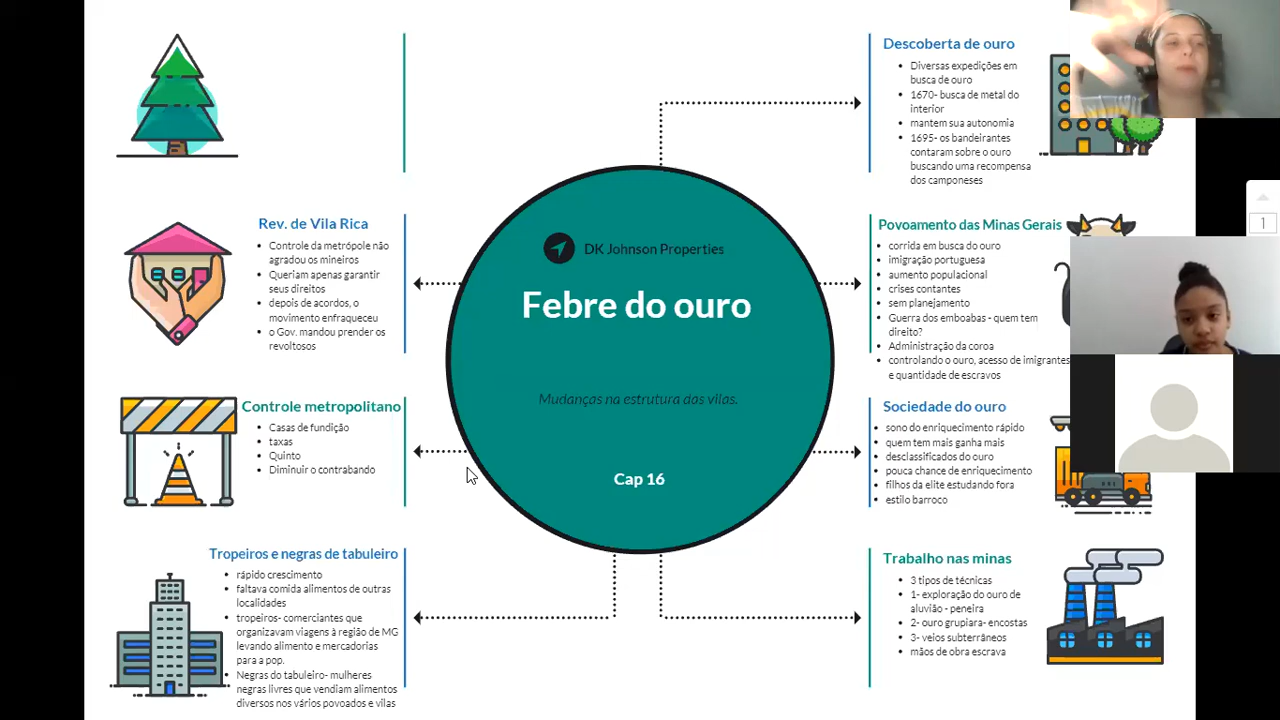 Descoberta de ouro
Diversas expedições em
busca de ouro
1670- busca de metal do
interior
mantem sua autonomia
1695- os bandeirantes
contaram sobre o ouro
buscando uma recompensa
dos camponeses
Povoamento das Minas Gerais
corrida em busca do ouro
imigração portuguesa
aumento populacional
crises contantes
sem planejamento
Guerra dos emboabas - quem tem
direito?
Administração da coroa
controlando o ouro, acesso de imigrantes
e quantidade de escravos
Sociedade do ouro
sono do enriquecimento rápido
quem tem mais ganha mais
desclassificados do ouro
pouca chance de enriquecimento
filhos da elite estudando fora
estilo barroco
Trabalho nas minas
3 tipos de técnicas
1- exploração do ouro de
aluvião - peneira
2- ouro grupiara- encostas
3- veios subterrâneos
mãos de obra escrava
DK Johnson Properties
Febre do ouro
Mudanças na estrutura das vilas.
Cap 16
Rev. de Vila Rica
Controle da metrópole não
agradou os mineiros
Queriam apenas garantir
seus direitos
depois de acordos, o
movimento enfraqueceu
o Gov. mandou prender os
revoltosos
Controle metropolitano
Casas de fundição
taxas
Quinto
Diminuir o contrabando
Tropeiros e negras de tabuleiro
rápido crescimento
faltava comida alimentos de outras
localidades
tropeiros- comerciantes que
organizavam viagens à região de MG
levando alimento e mercadorias
para a pop.
Negras do tabuleiro- mulheres
negras livres que vendiam alimentos
diversos nos vários povoados e vilas
1